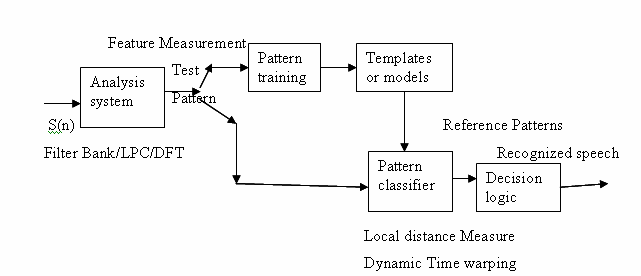 Feature Measurement
Pattern
training
Templates
or models
Test
Pattern
Analysis
system
S(n)
Filter Bank/LPC/DFT
Reference Patterns
Recognized speech
Pattern
classifier
Decision
logic
Local distance Measure
Dynamic Time warping